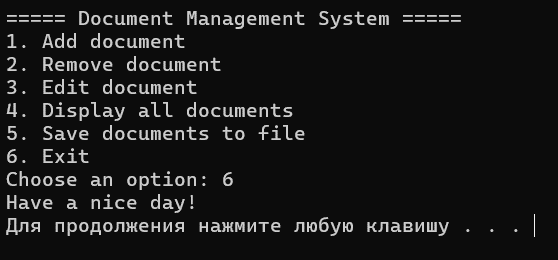 ===== Document Management System =====
1. Add document
2. Remove document
3. Edit document
4. Display all documents
5. Save documents to file
6. Exit
Choose an option: 6
Have a nice day!
Для продолжения нажмите любую клавишу . . .